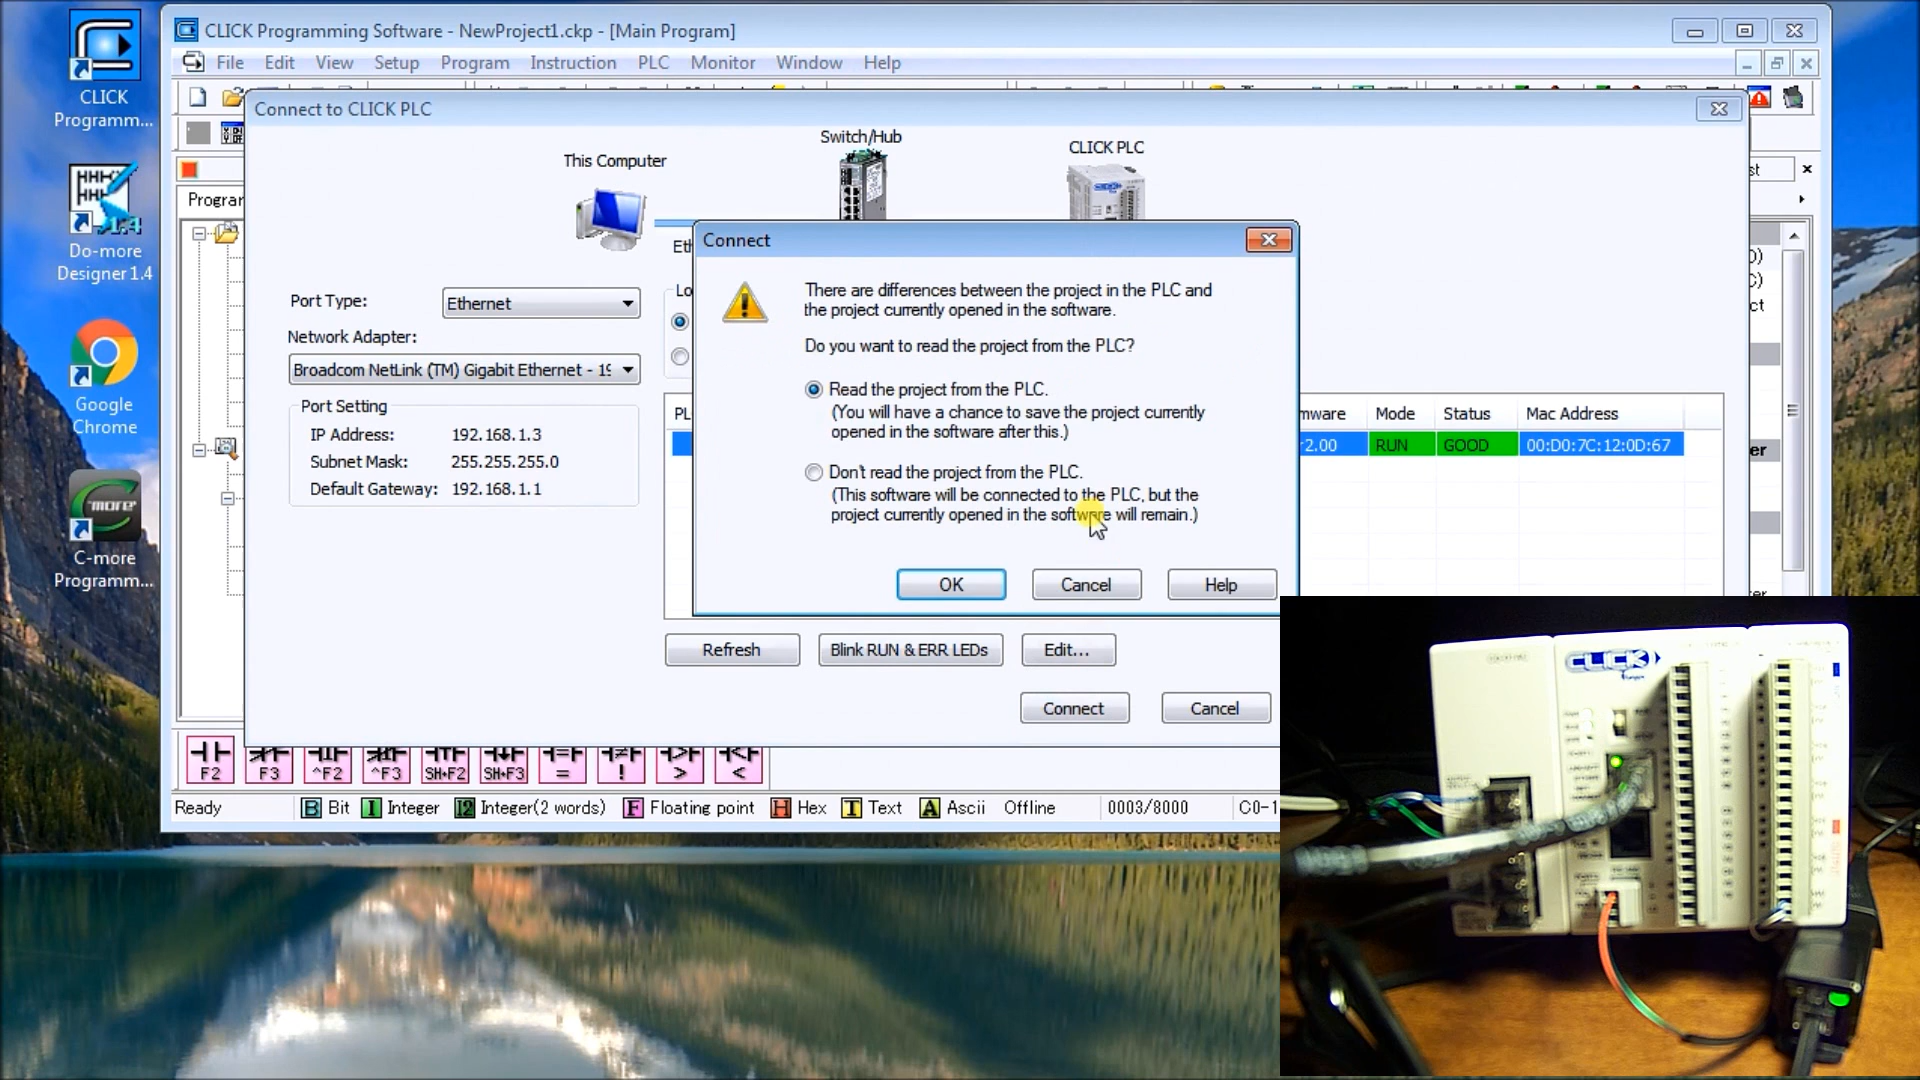 CLICK
Programm...
Do-more
Designer 1.4
Google
Chrome
C-more
Programm...
CLICK Programming Software - NewProject1.ckp - [Main Program]
File Edit View Setup Program Instruction PLC Monitor Window Help
Connect to CLICK PLC
This Computer
Switch/Hub
CLICK PLC
Port Type: Ethernet
Network Adapter:
Broadcom NetLink (TM) Gigabit Ethernet - 19
Port Setting
IP Address: 192.168.1.3
Subnet Mask: 255.255.255.0
Default Gateway: 192.168.1.1
Connect
There are differences between the project in the PLC and
the project currently opened in the software.
Do you want to read the project from the PLC?
Read the project from the PLC.
(You will have a chance to save the project currently
opened in the software after this.)
Don't read the project from the PLC.
(This software will be connected to the PLC, but the
project currently opened in the software will remain.)
OK Cancel Help
Mode Status Mac Address
2.00 RUN GOOD 00:D0:7C:12:0D:67
Refresh Blink RUN & ERR LEDs Edit...
Connect Cancel
F2 F3 ^F2 ^F3 SH+F2 SH+F3 = ! > <
Ready Bit Integer Integer(2 words) Floating point Hex Text Ascii Offline 0003/8000 C0-1
CLICK